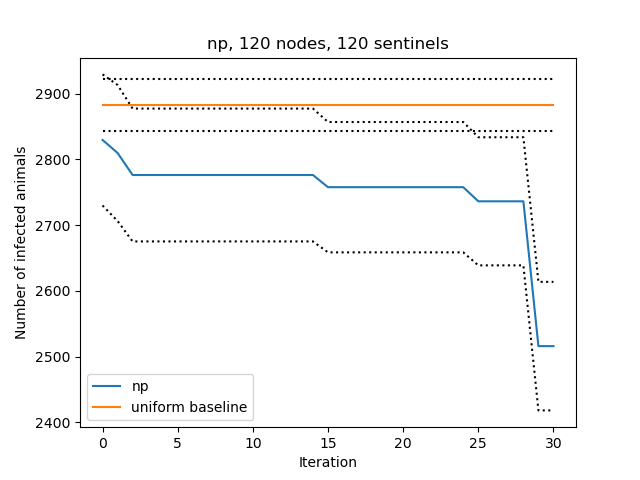 np, 120 nodes, 120 sentinels
Number of infected animals
2900
2800
2700
2600
2500
2400
np
uniform baseline
0 5 10 15 20 25 30
Iteration